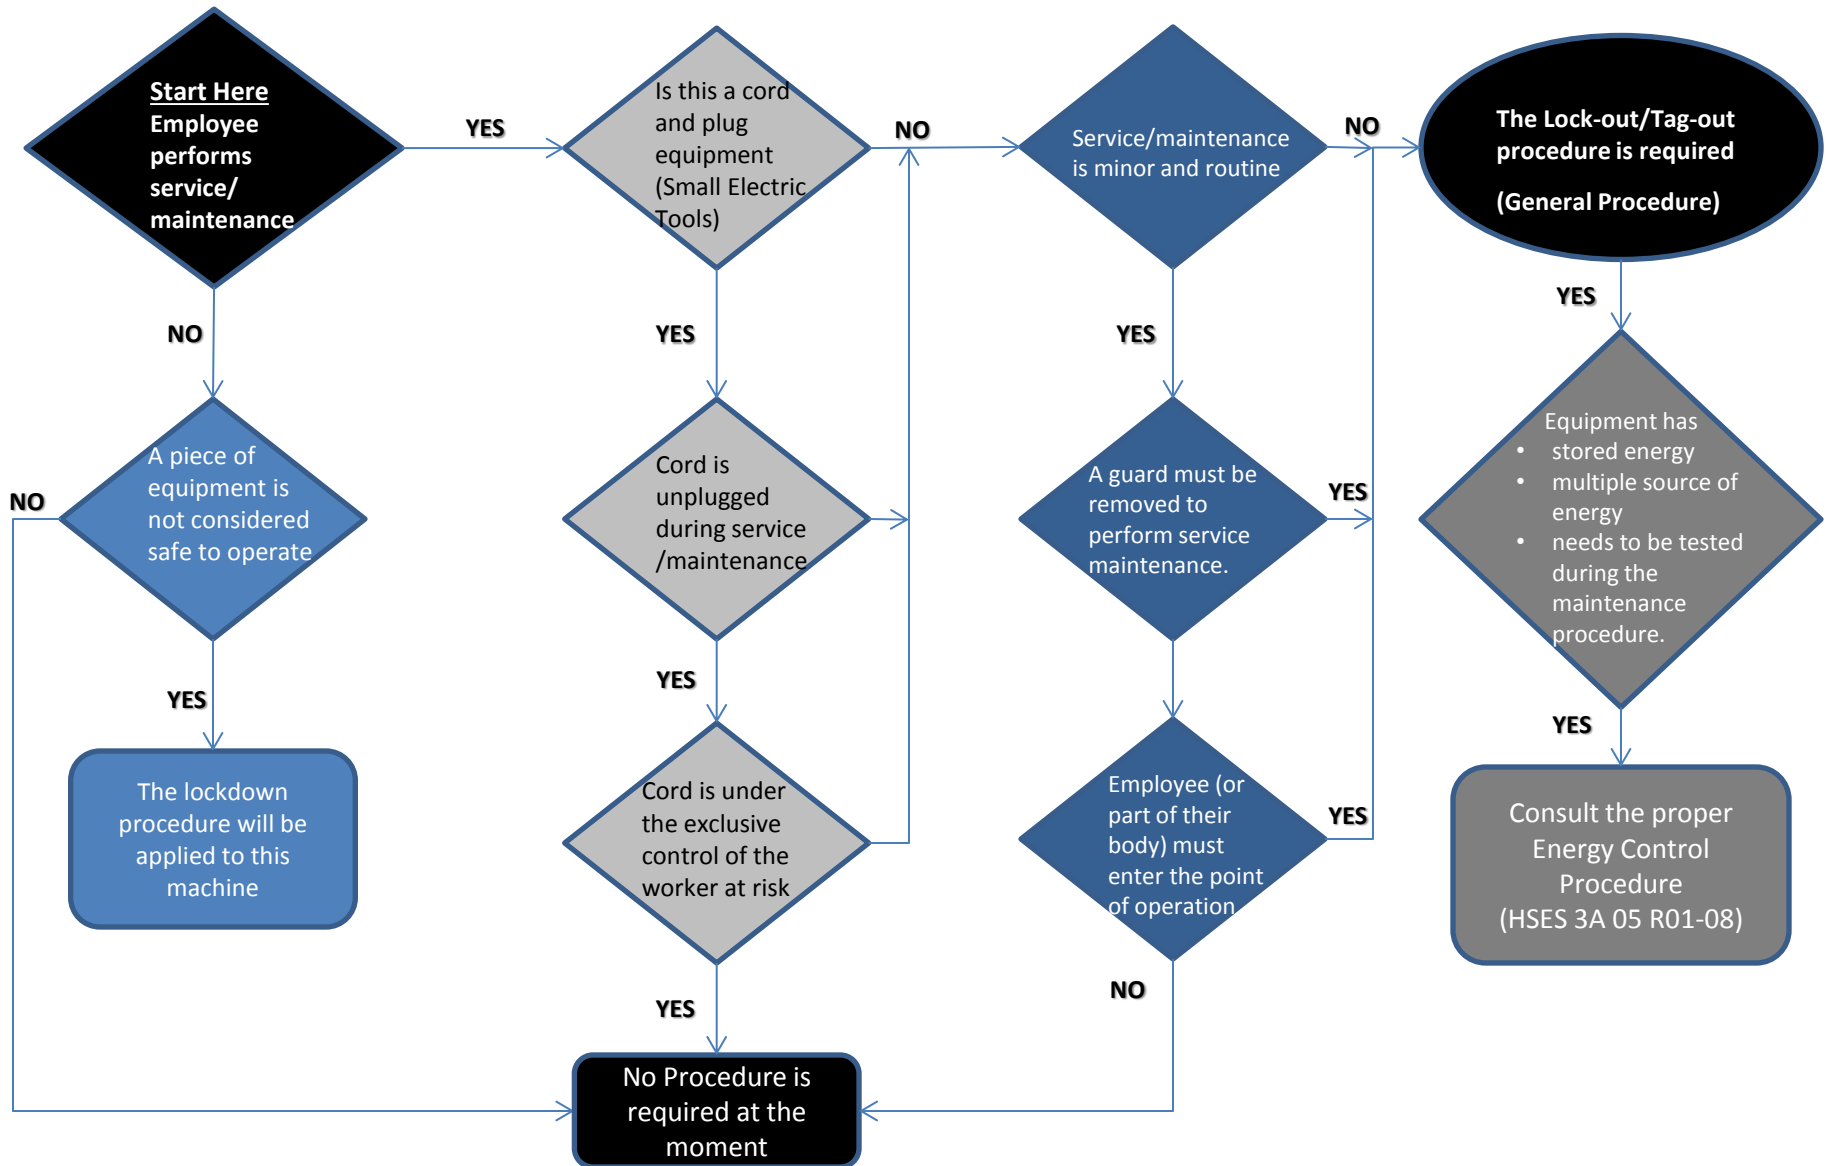 Start Here
Employee
performs
service/
maintenance
YES
Is this a cord
and plug
equipment
(Small Electric
Tools)
NO
Service/maintenance
is minor and routine
NO
The Lock-out/Tag-out
procedure is required
(General Procedure)
NO
YES
YES
YES
NO
A piece of
equipment is
not considered
safe to operate
Cord is
unplugged
during service
/maintenance
A guard must be
removed to
perform service
maintenance.
YES
Equipment has
• stored energy
• multiple source of
energy
• needs to be tested
during the
maintenance
procedure.
YES
YES
YES
The lockdown
procedure will be
applied to this
machine
Cord is under
the exclusive
control of the
worker at risk
Employee (or
part of their
body) must
enter the point
of operation
YES
Consult the proper
Energy Control
Procedure
(HSES 3A 05 R01-08)
YES
NO
No Procedure is
required at the
moment